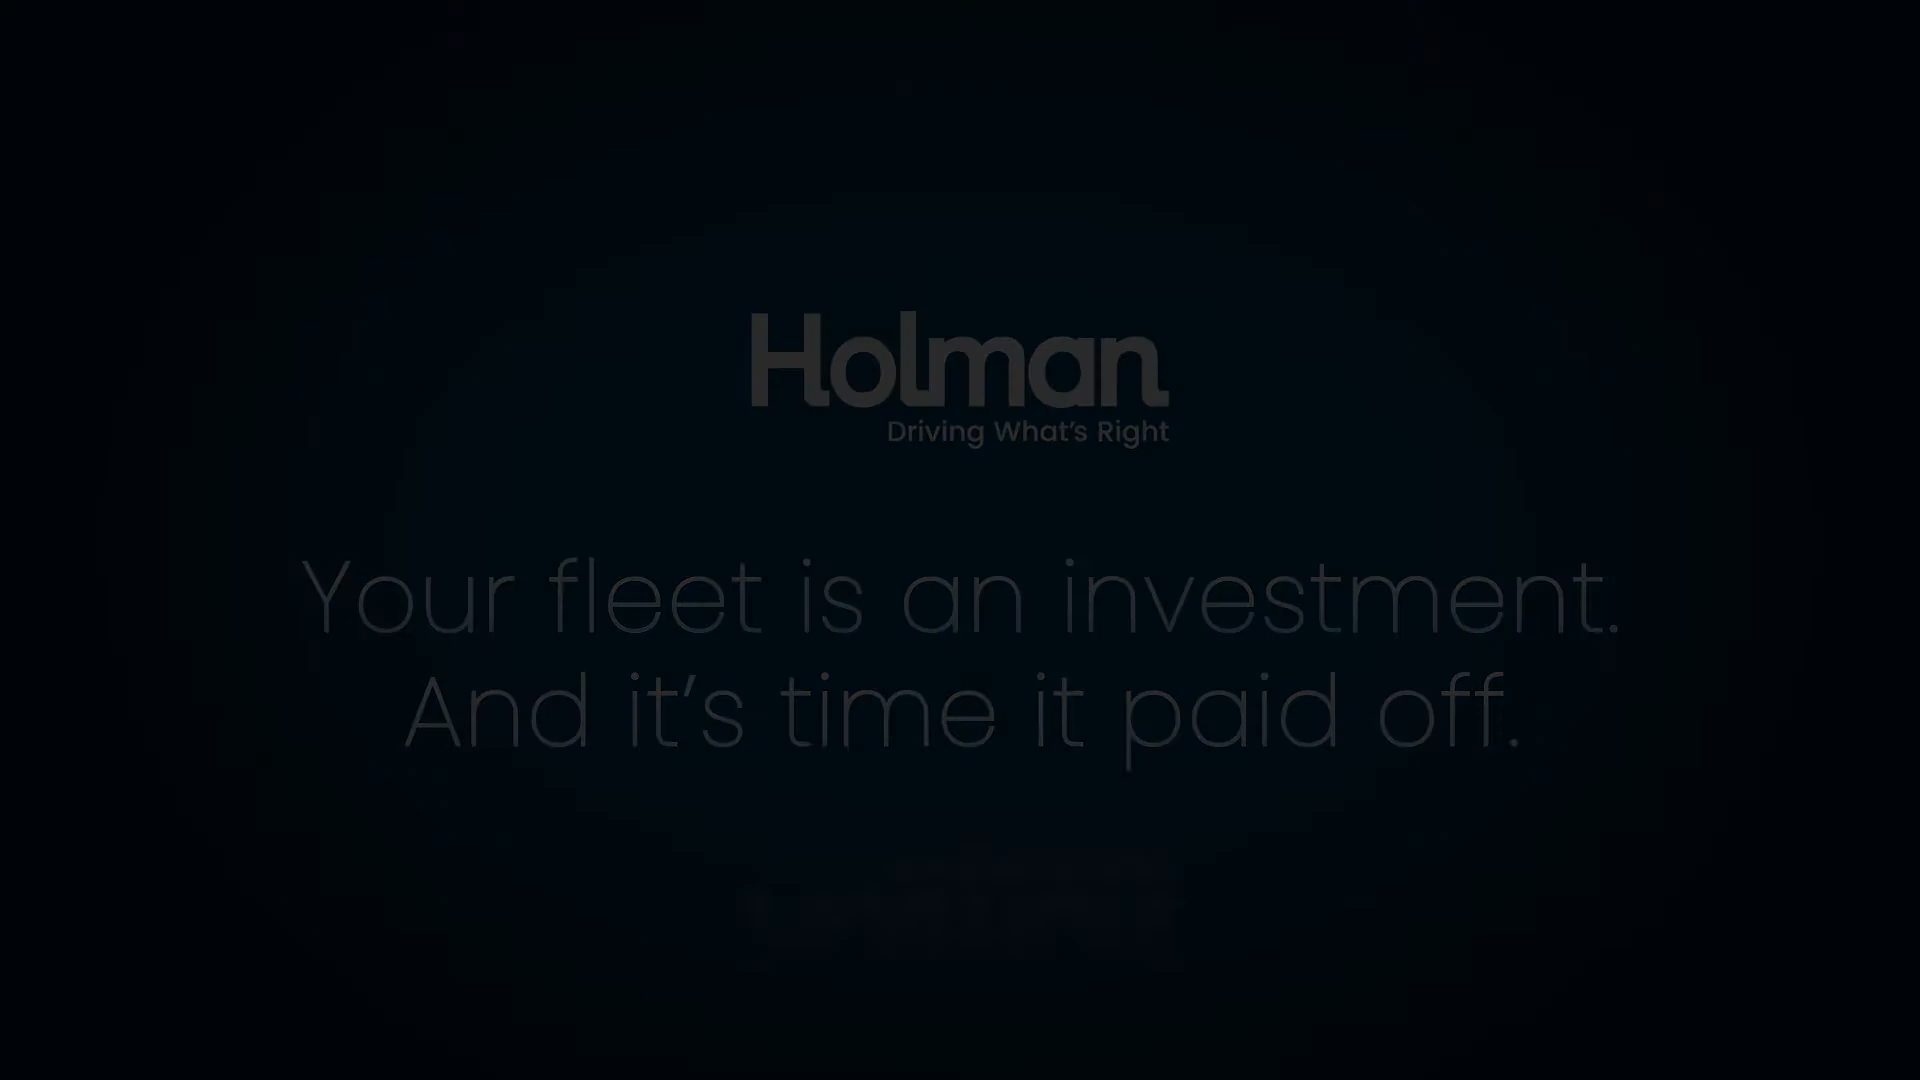 Holman
Driving What’s Right
Your fleet is an investment.
And it’s time it paid off.